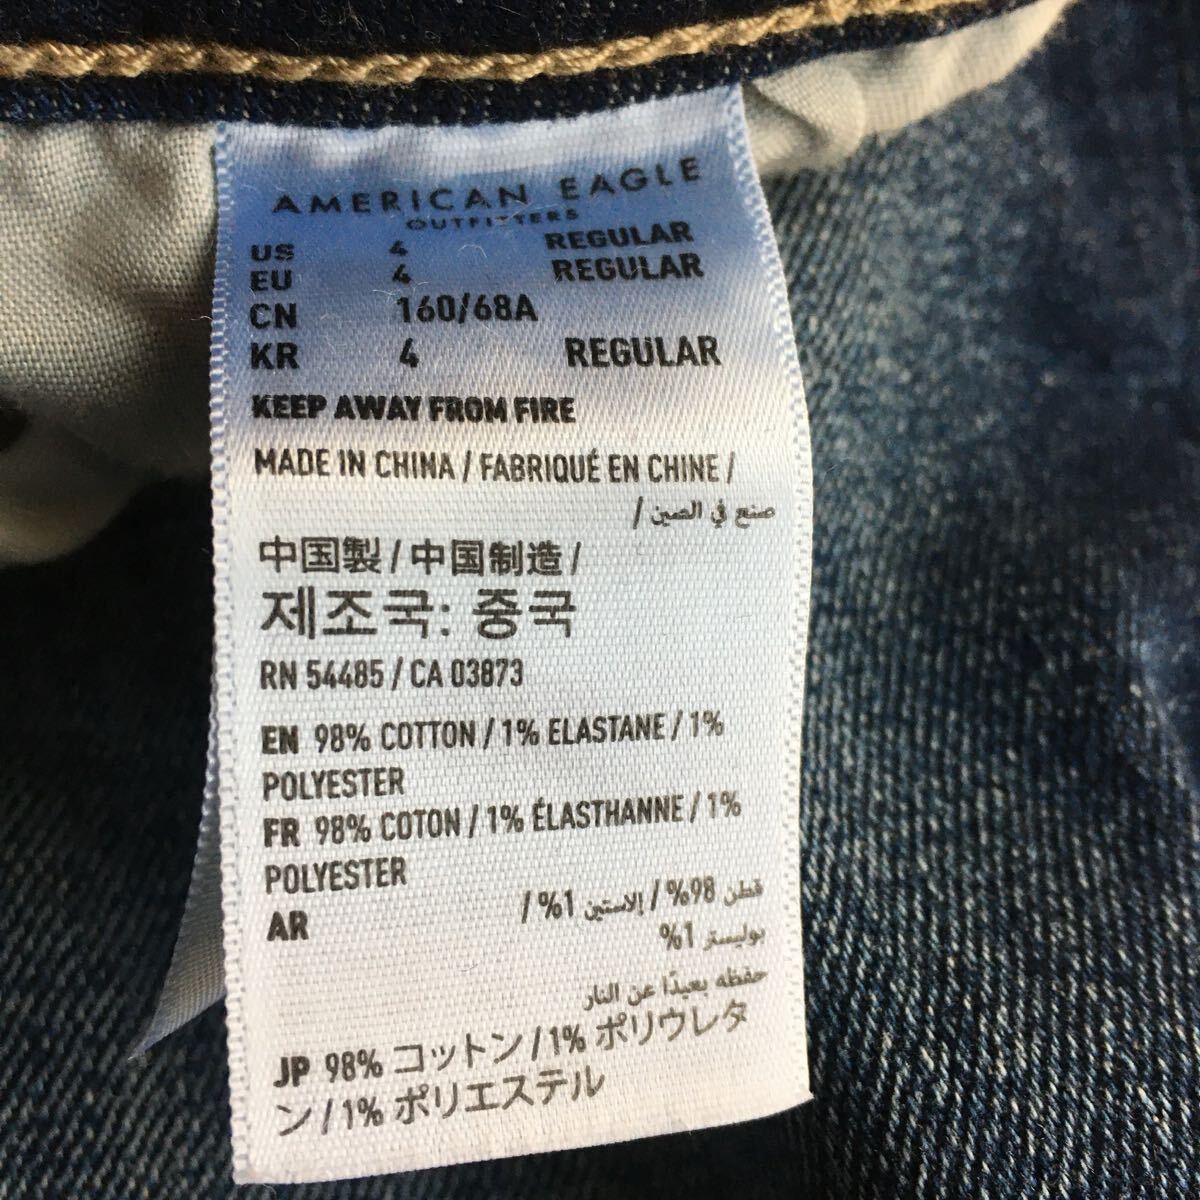 AMERICAN EAGLE
OUTFITTERS
US 4 REGULAR
EU 4 REGULAR
CN 160/68A
KR 4 REGULAR
KEEP AWAY FROM FIRE
MADE IN CHINA / FABRIQUÉ EN CHINE /
صنع في الصين /
中国製 / 中国制造 /
제조국: 중국
RN 54485 / CA 03873
EN 98% COTTON / 1% ELASTANE / 1%
POLYESTER
FR 98% COTON / 1% ÉLASTHANNE / 1%
POLYESTER
AR قطن 98% / إلاستين 1% /
بوليستر 1%
حفظه بعيدًا عن النار
JP 98% コットン / 1% ポリウレタ
ン / 1% ポリエステル